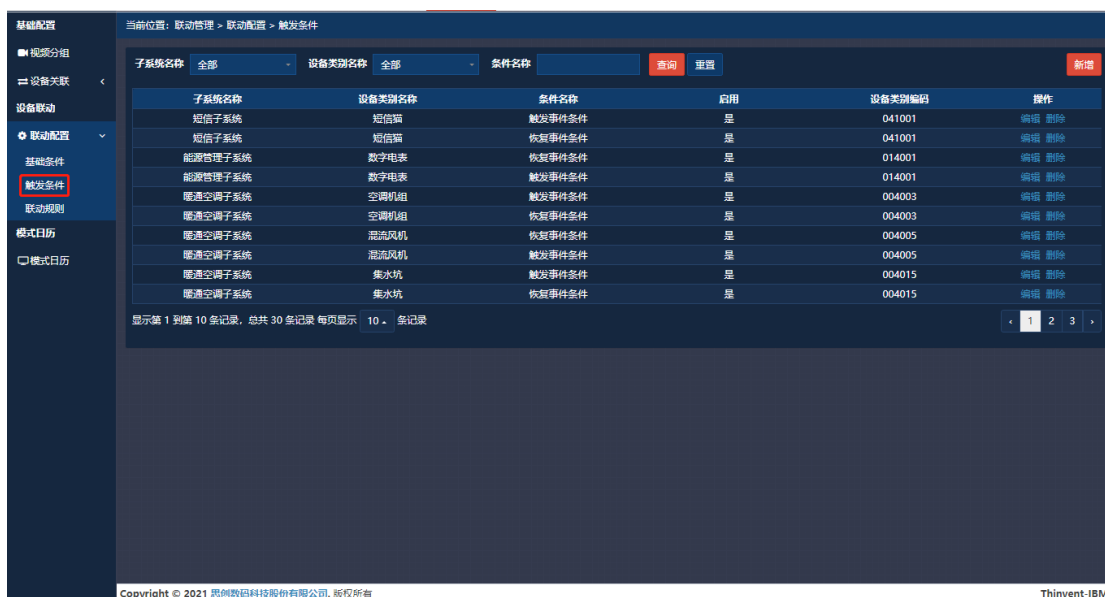 基础配置
当前位置：联动管理 > 联动配置 > 触发条件
视频分组
子系统名称 全部 设备类别名称 全部 条件名称 查询 重置 新增
设备关联
设备联动
联动配置
基础条件
触发条件
联动规则
模式日历
模式日历
子系统名称 设备类别名称 条件名称 启用 设备类别编码 操作
短信子系统 短信猫 触发事件条件 是 041001 编辑 删除
短信子系统 短信猫 恢复事件条件 是 041001 编辑 删除
能源管理子系统 数字电表 恢复事件条件 是 014001 编辑 删除
能源管理子系统 数字电表 触发事件条件 是 014001 编辑 删除
暖通空调子系统 空调机组 触发事件条件 是 004003 编辑 删除
暖通空调子系统 空调机组 恢复事件条件 是 004003 编辑 删除
暖通空调子系统 混流风机 恢复事件条件 是 004005 编辑 删除
暖通空调子系统 混流风机 触发事件条件 是 004005 编辑 删除
暖通空调子系统 集水坑 触发事件条件 是 004015 编辑 删除
暖通空调子系统 集水坑 恢复事件条件 是 004015 编辑 删除
显示第 1 到第 10 条记录，总共 30 条记录 每页显示 10 条记录 ‹ 1 2 3 ›
Copyright © 2021 思创数码科技股份有限公司. 版权所有 Thinvent-IBM